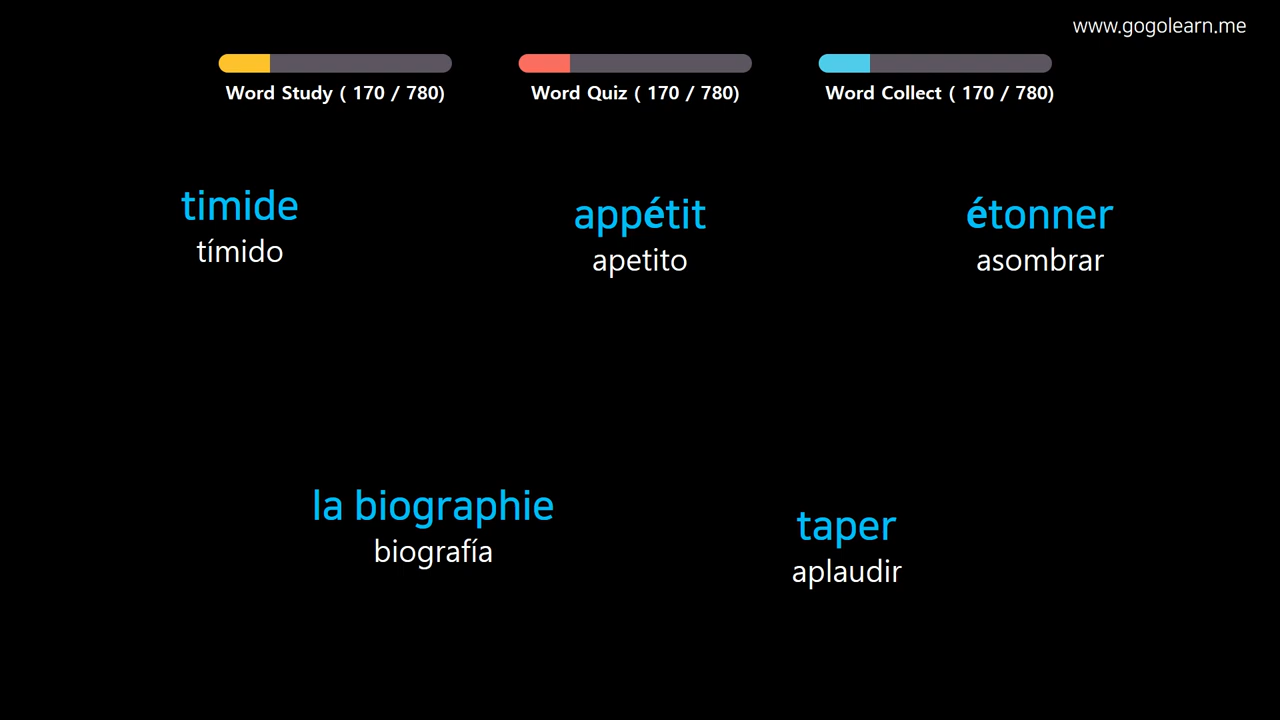 www.gogolearn.me
Word Study ( 170 / 780)
Word Quiz ( 170 / 780)
Word Collect ( 170 / 780)
timide
tímido
appétit
apetito
étonner
asombrar
la biographie
biografía
taper
aplaudir